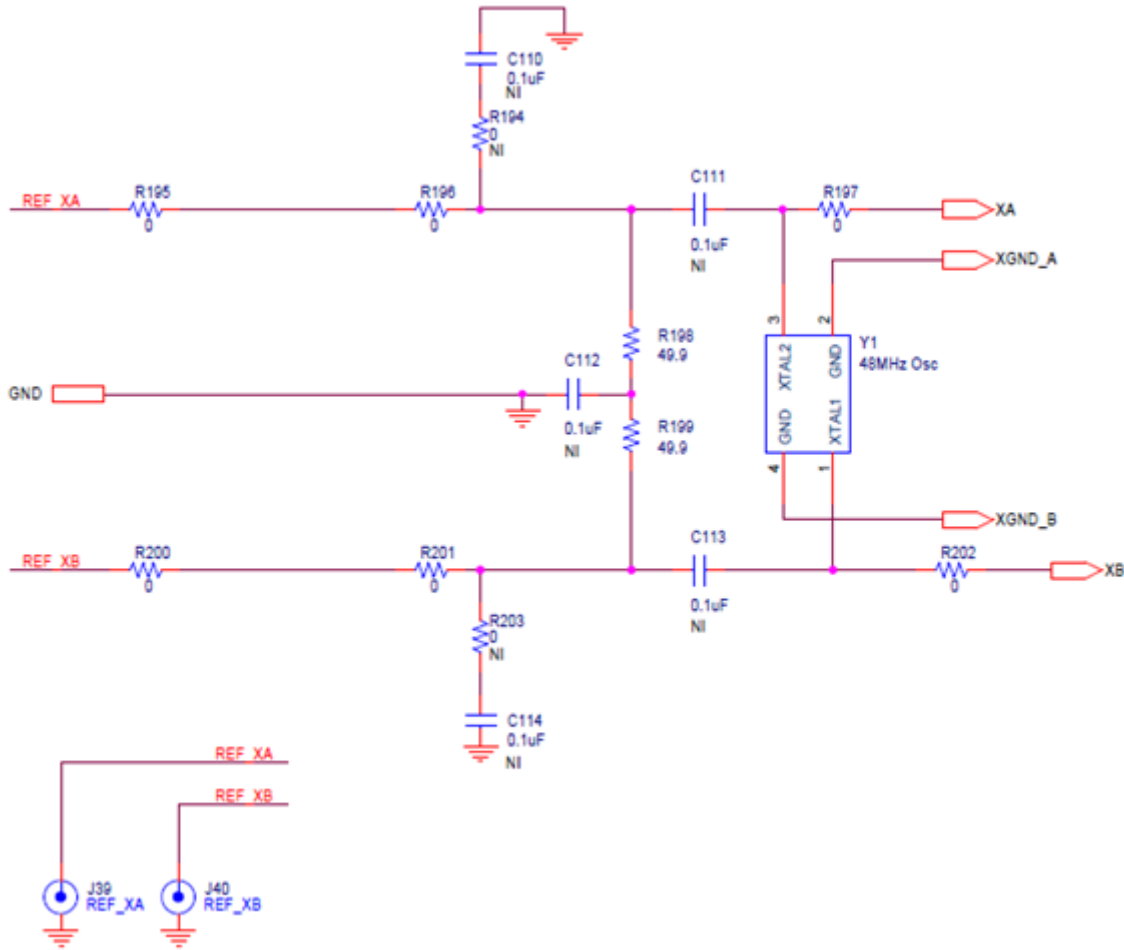 C110
0.1uF
NI
R194
0
NI
REF_XA
R195
0
R196
0
C111
0.1uF
NI
R197
0
XA
XGND_A
3
2
XTAL2
GND
GND
XTAL1
4
1
Y1
48MHz Osc
R198
49.9
GND
C112
0.1uF
NI
R199
49.9
XGND_B
REF_XB
R200
0
R201
0
C113
0.1uF
NI
R202
0
XB
R203
0
NI
C114
0.1uF
NI
REF_XA
REF_XB
J39
REF_XA
J40
REF_XB